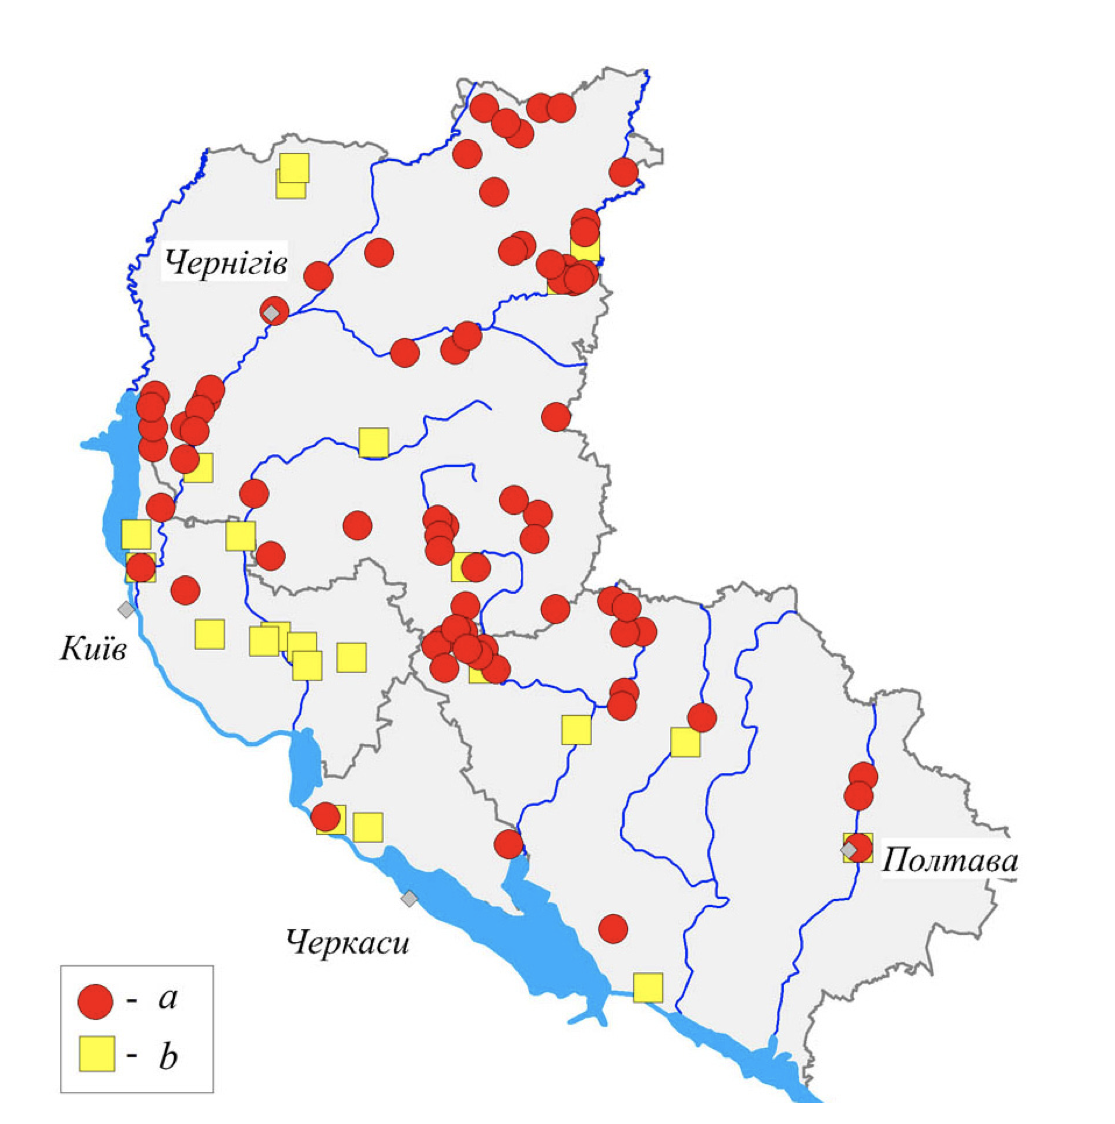 Чернігів
Київ
Полтава
Черкаси
- a
- b